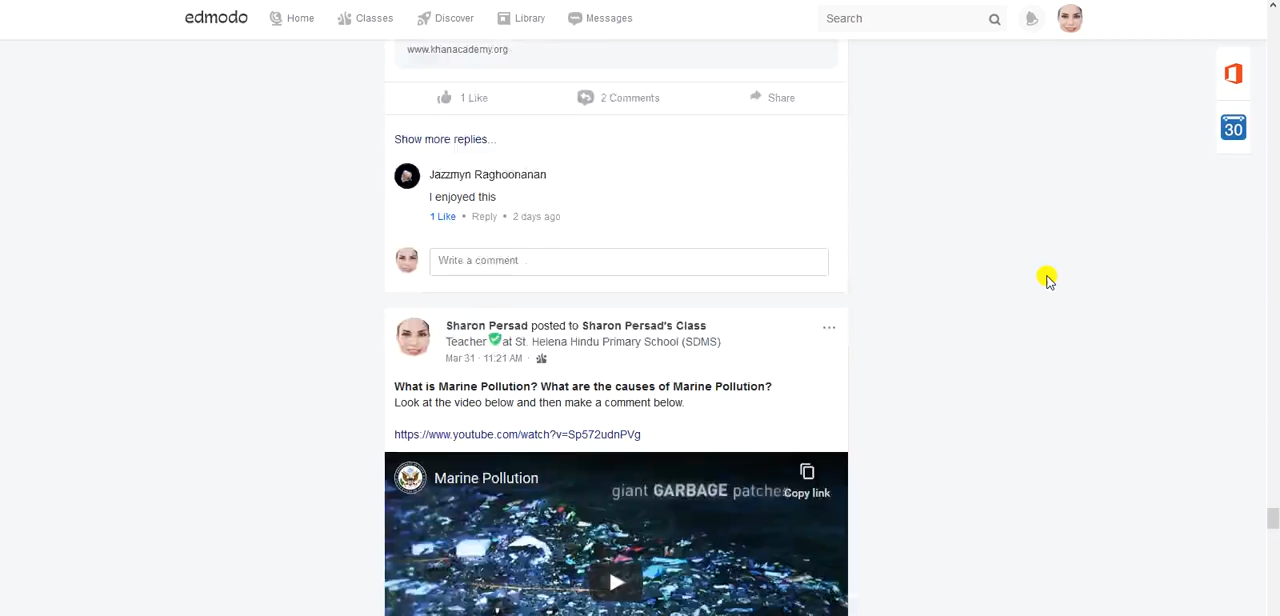 edmodo Home Classes Discover Library Messages Search
www.khanacademy.org
1 Like 2 Comments Share
Show more replies...
Jazzmyn Raghoonanan
I enjoyed this
1 Like • Reply • 2 days ago
Write a comment...
Sharon Persad posted to Sharon Persad's Class
Teacher at St. Helena Hindu Primary School (SDMS)
Mar 31 · 11:21 AM ·
What is Marine Pollution? What are the causes of Marine Pollution?
Look at the video below and then make a comment below.
https://www.youtube.com/watch?v=Sp572udnPVg
Marine Pollution
giant GARBAGE patches
Copy link
30